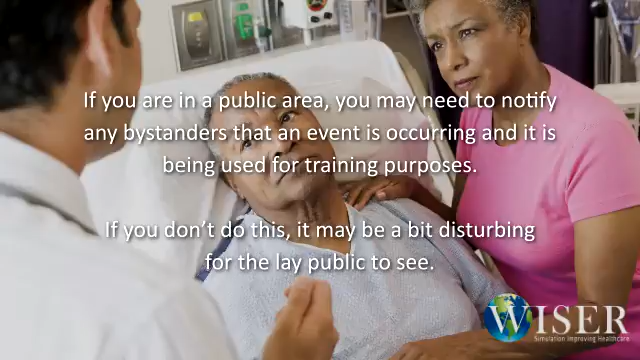 If you are in a public area, you may need to notify
any bystanders that an event is occurring and it is
being used for training purposes.
If you don't do this, it may be a bit disturbing
for the lay public to see.
WISER
Simulation Improving Healthcare